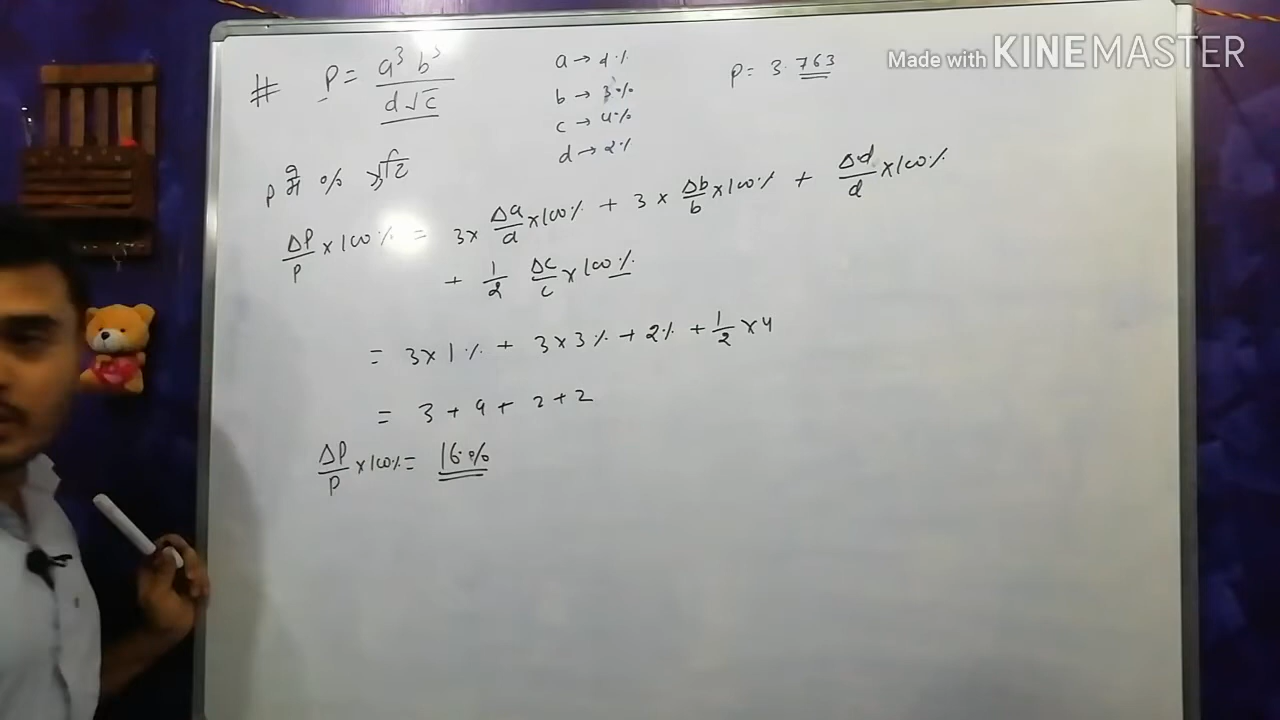 Made with KINEMASTER
# P = a³ b³ / d√c
a → 1%
b → 3%
c → 4%
d → 2%
P = 3.763
P में % त्रुटि
ΔP/P × 100% = 3 × Δa/a × 100% + 3 × Δb/b × 100% + Δd/d × 100%
+ 1/2 Δc/c × 100%
= 3 × 1% + 3 × 3% + 2% + 1/2 × 4
= 3 + 9 + 2 + 2
ΔP/P × 100% = 16%